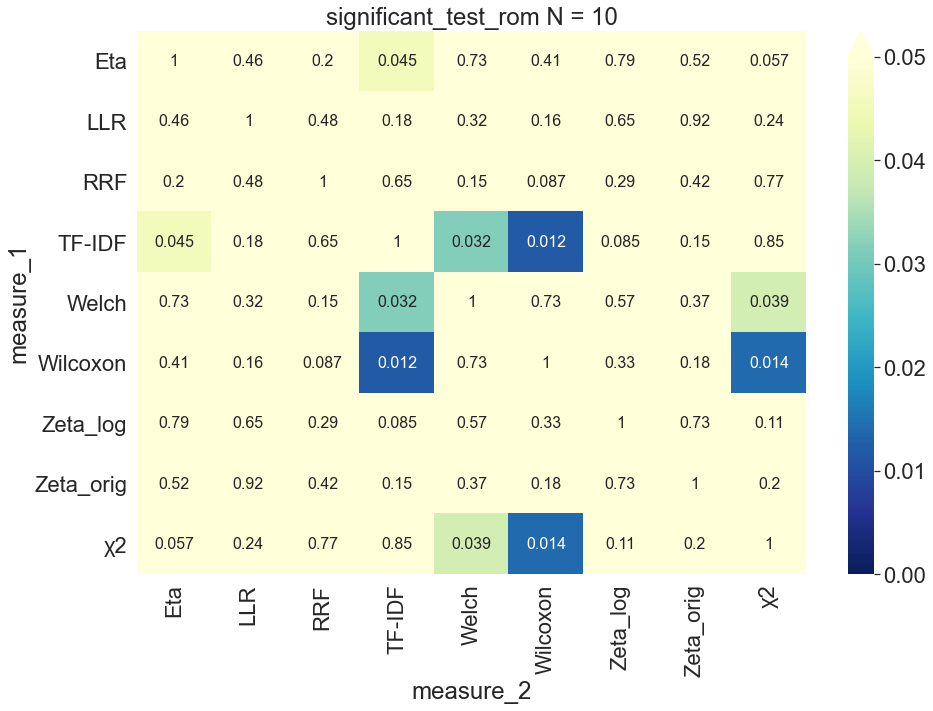 significant_test_rom N = 10
Eta 1 0.46 0.2 0.045 0.73 0.41 0.79 0.52 0.057
LLR 0.46 1 0.48 0.18 0.32 0.16 0.65 0.92 0.24
RRF 0.2 0.48 1 0.65 0.15 0.087 0.29 0.42 0.77
TF-IDF 0.045 0.18 0.65 1 0.032 0.012 0.085 0.15 0.85
Welch 0.73 0.32 0.15 0.032 1 0.73 0.57 0.37 0.039
Wilcoxon 0.41 0.16 0.087 0.012 0.73 1 0.33 0.18 0.014
Zeta_log 0.79 0.65 0.29 0.085 0.57 0.33 1 0.73 0.11
Zeta_orig 0.52 0.92 0.42 0.15 0.37 0.18 0.73 1 0.2
χ2 0.057 0.24 0.77 0.85 0.039 0.014 0.11 0.2 1
measure_1
Eta LLR RRF TF-IDF Welch Wilcoxon Zeta_log Zeta_orig χ2
measure_2
0.05
0.04
0.03
0.02
0.01
0.00